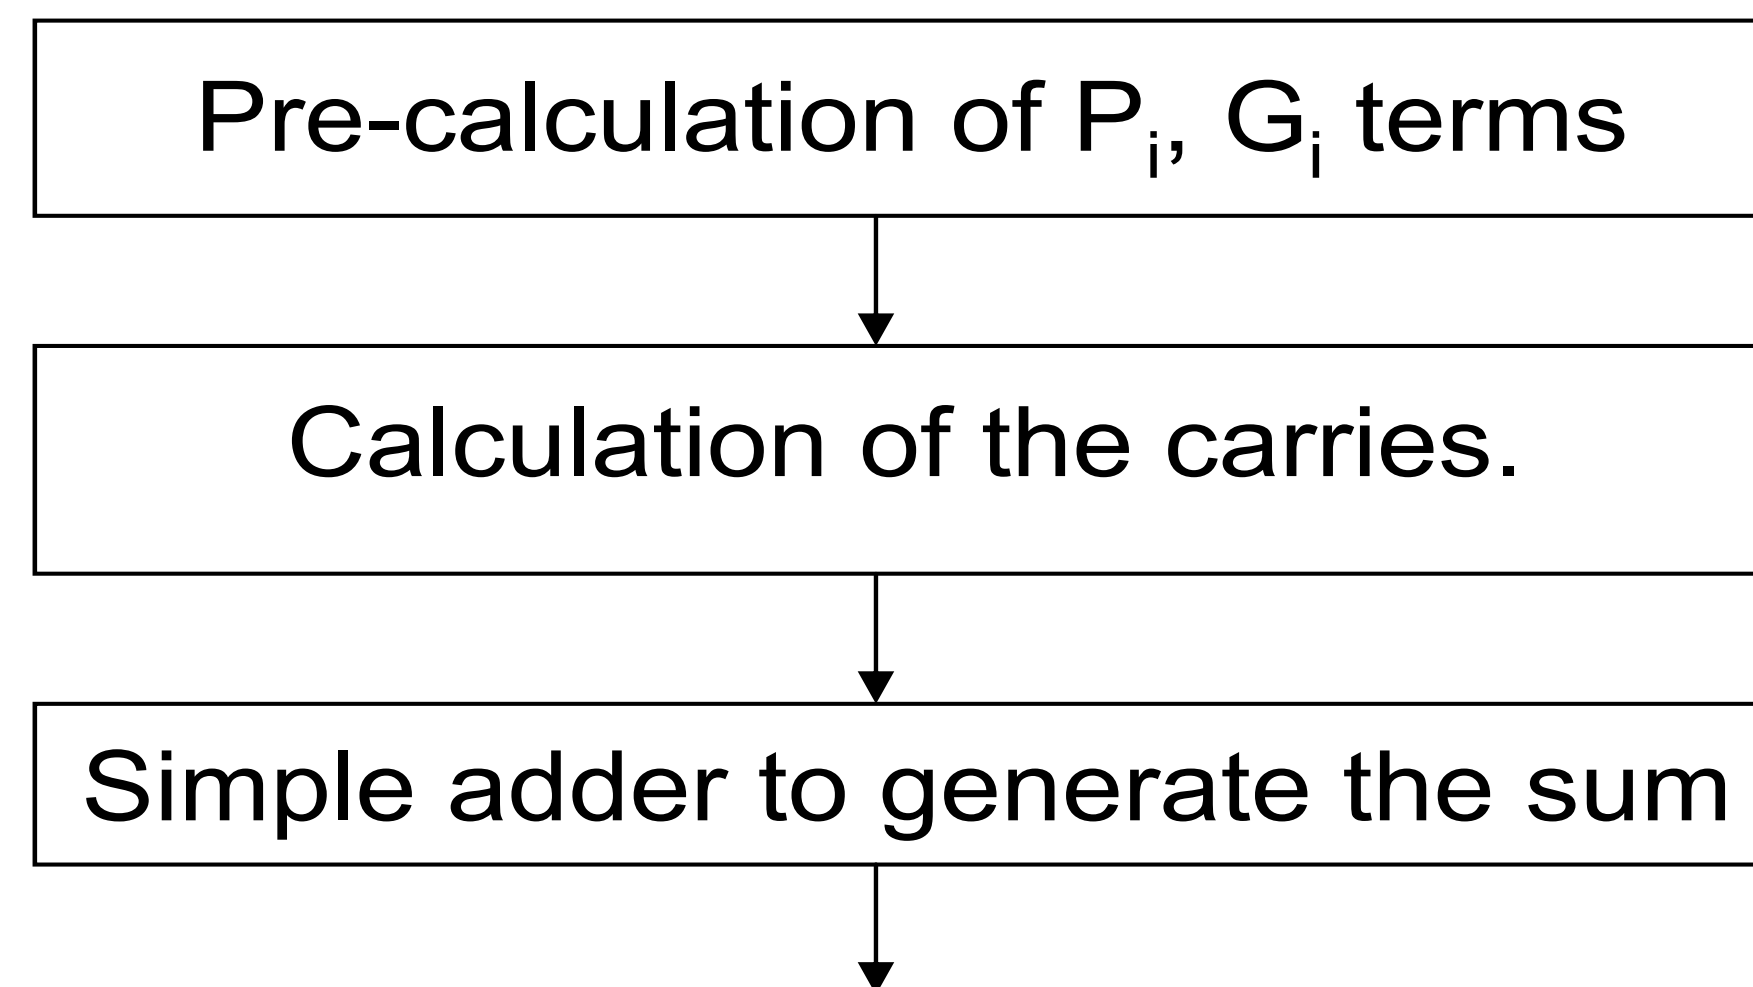 Pre-calculation of Pᵢ, Gᵢ terms
Calculation of the carries.
Simple adder to generate the sum